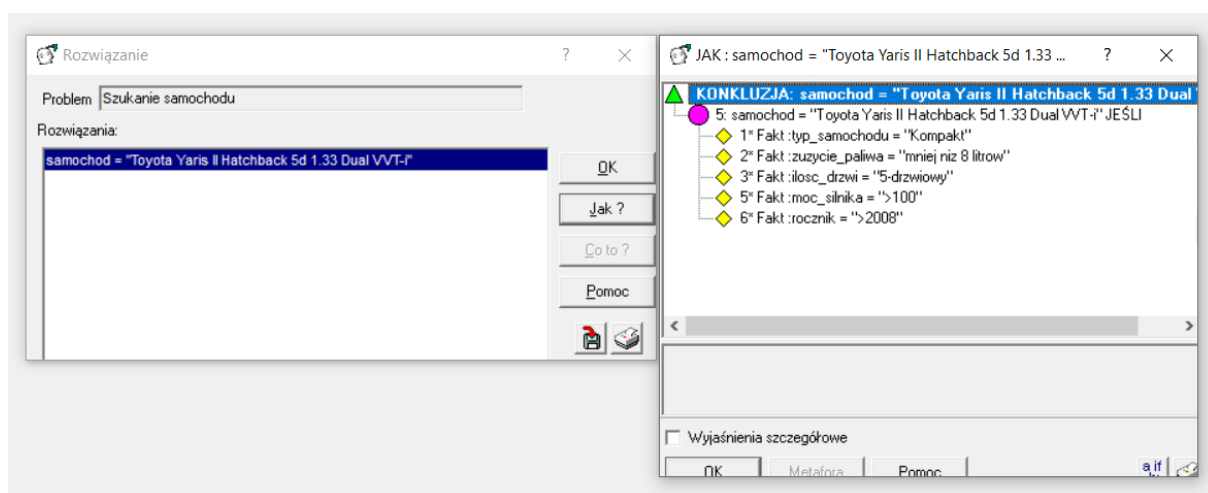 Rozwiązanie
Problem Szukanie samochodu
Rozwiązania:
samochod = "Toyota Yaris II Hatchback 5d 1.33 Dual VVT-i"
OK
Jak ?
Co to ?
Pomoc
JAK : samochod = "Toyota Yaris II Hatchback 5d 1.33 ...
KONKLUZJA: samochod = "Toyota Yaris II Hatchback 5d 1.33 Dual
5: samochod = "Toyota Yaris II Hatchback 5d 1.33 Dual VVT-i" JEŚLI
1* Fakt :typ_samochodu = "Kompakt"
2* Fakt :zuzycie_paliwa = "mniej niz 8 litrow"
3* Fakt :ilosc_drzwi = "5-drzwiowy"
5* Fakt :moc_silnika = ">100"
6* Fakt :rocznik = ">2008"
Wyjaśnienia szczegółowe
OK Metafora Pomoc
a if